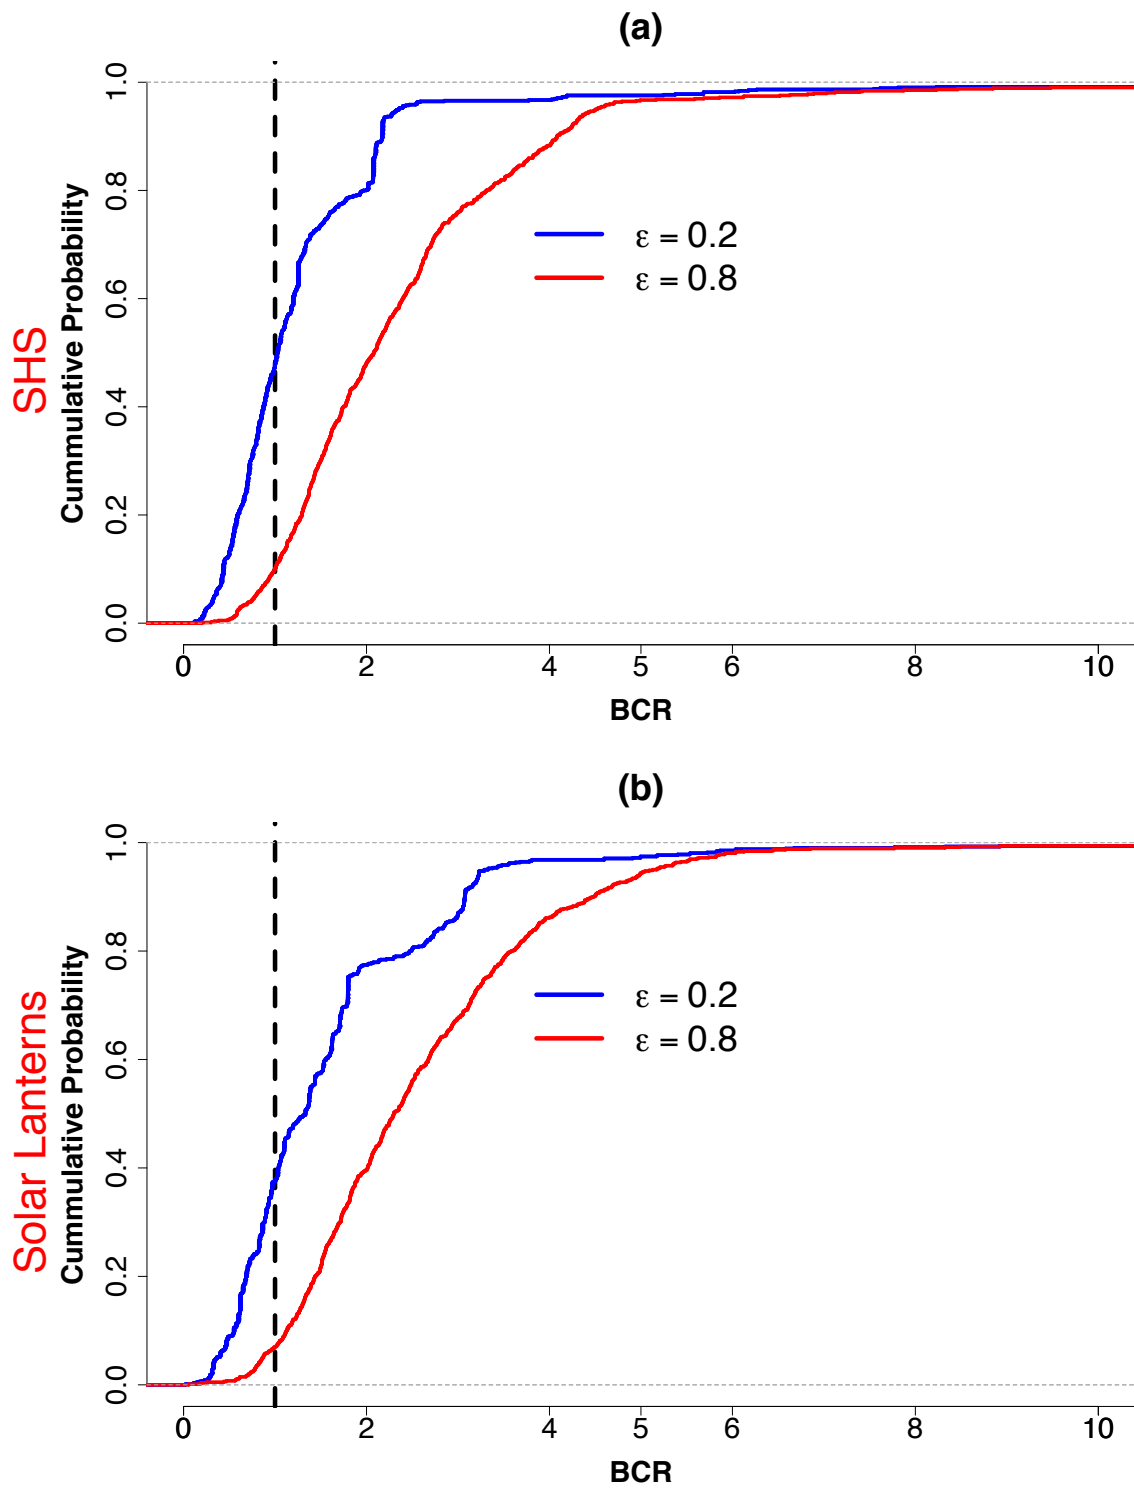 (a)
SHS
Cummulative Probability
1.0
0.8
0.6
0.4
0.2
0.0
ε = 0.2
ε = 0.8
0 2 4 5 6 8 10
BCR
(b)
Solar Lanterns
Cummulative Probability
1.0
0.8
0.6
0.4
0.2
0.0
ε = 0.2
ε = 0.8
0 2 4 5 6 8 10
BCR